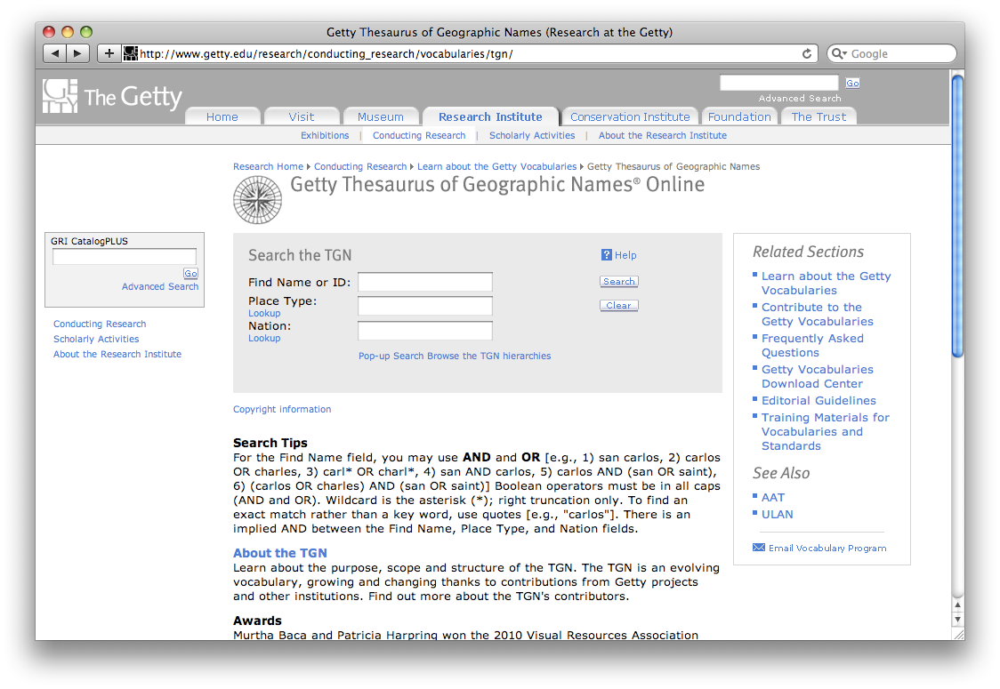 Getty Thesaurus of Geographic Names (Research at the Getty)
http://www.getty.edu/research/conducting_research/vocabularies/tgn/
Google
GETTY
The Getty
Go
Advanced Search
Home
Visit
Museum
Research Institute
Conservation Institute
Foundation
The Trust
Exhibitions | Conducting Research | Scholarly Activities | About the Research Institute
Research Home Conducting Research Learn about the Getty Vocabularies Getty Thesaurus of Geographic Names
Getty Thesaurus of Geographic Names® Online
GRI CatalogPLUS
Go
Advanced Search
Conducting Research
Scholarly Activities
About the Research Institute
Search the TGN
? Help
Find Name or ID:
Search
Place Type:
Lookup
Clear
Nation:
Lookup
Pop-up Search Browse the TGN hierarchies
Copyright information
Search Tips
For the Find Name field, you may use AND and OR [e.g., 1) san carlos, 2) carlos
OR charles, 3) carl* OR charl*, 4) san AND carlos, 5) carlos AND (san OR saint),
6) (carlos OR charles) AND (san OR saint)] Boolean operators must be in all caps
(AND and OR). Wildcard is the asterisk (*); right truncation only. To find an
exact match rather than a key word, use quotes [e.g., "carlos"]. There is an
implied AND between the Find Name, Place Type, and Nation fields.
About the TGN
Learn about the purpose, scope and structure of the TGN. The TGN is an evolving
vocabulary, growing and changing thanks to contributions from Getty projects
and other institutions. Find out more about the TGN's contributors.
Awards
Murtha Baca and Patricia Harpring won the 2010 Visual Resources Association
Related Sections
Learn about the Getty
Vocabularies
Contribute to the
Getty Vocabularies
Frequently Asked
Questions
Getty Vocabularies
Download Center
Editorial Guidelines
Training Materials for
Vocabularies and
Standards
See Also
AAT
ULAN
Email Vocabulary Program